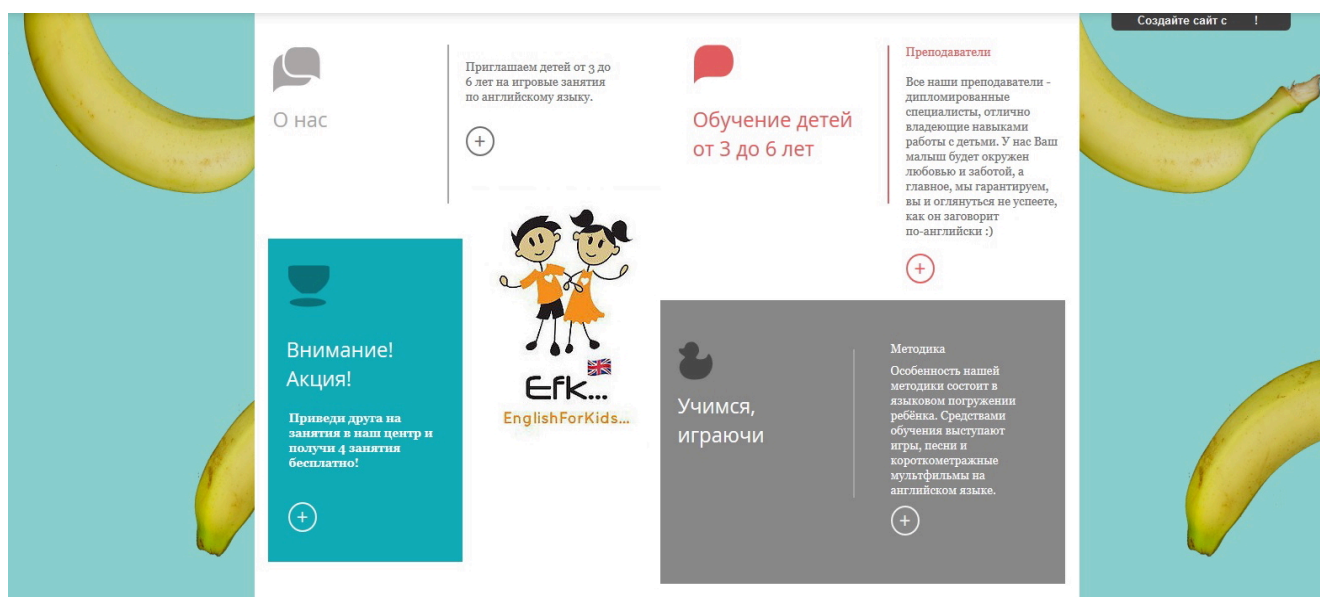 Создайте сайт с !
О нас
Приглашаем детей от 3 до
6 лет на игровые занятия
по английскому языку.
Обучение детей
от 3 до 6 лет
Преподаватели
Все наши преподаватели -
дипломированные
специалисты, отлично
владеющие навыками
работы с детьми. У нас Ваш
малыш будет окружен
любовью и заботой, а
главное, мы гарантируем,
вы и оглянуться не успеете,
как он заговорит
по-английски :)
Внимание!
Акция!
Приведи друга на
занятия в наш центр и
получи 4 занятия
бесплатно!
Efk...
EnglishForKids...
Учимся,
играючи
Методика
Особенность нашей
методики состоит в
языковом погружении
ребёнка. Средствами
обучения выступают
игры, песни и
короткометражные
мультфильмы на
английском языке.